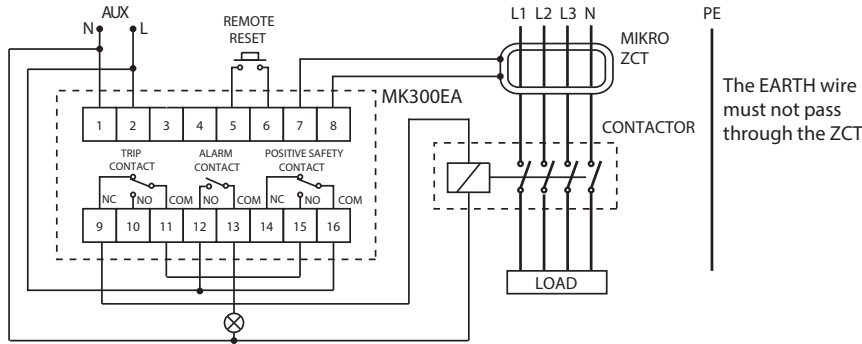 AUX
N L
REMOTE
RESET
L1 L2 L3 N
PE
MIKRO
ZCT
MK300EA
The EARTH wire
must not pass
through the ZCT
1 2 3 4 5 6 7 8
CONTACTOR
TRIP
CONTACT
ALARM
CONTACT
POSITIVE SAFETY
CONTACT
NC NO COM NO COM NC NO COM
9 10 11 12 13 14 15 16
LOAD